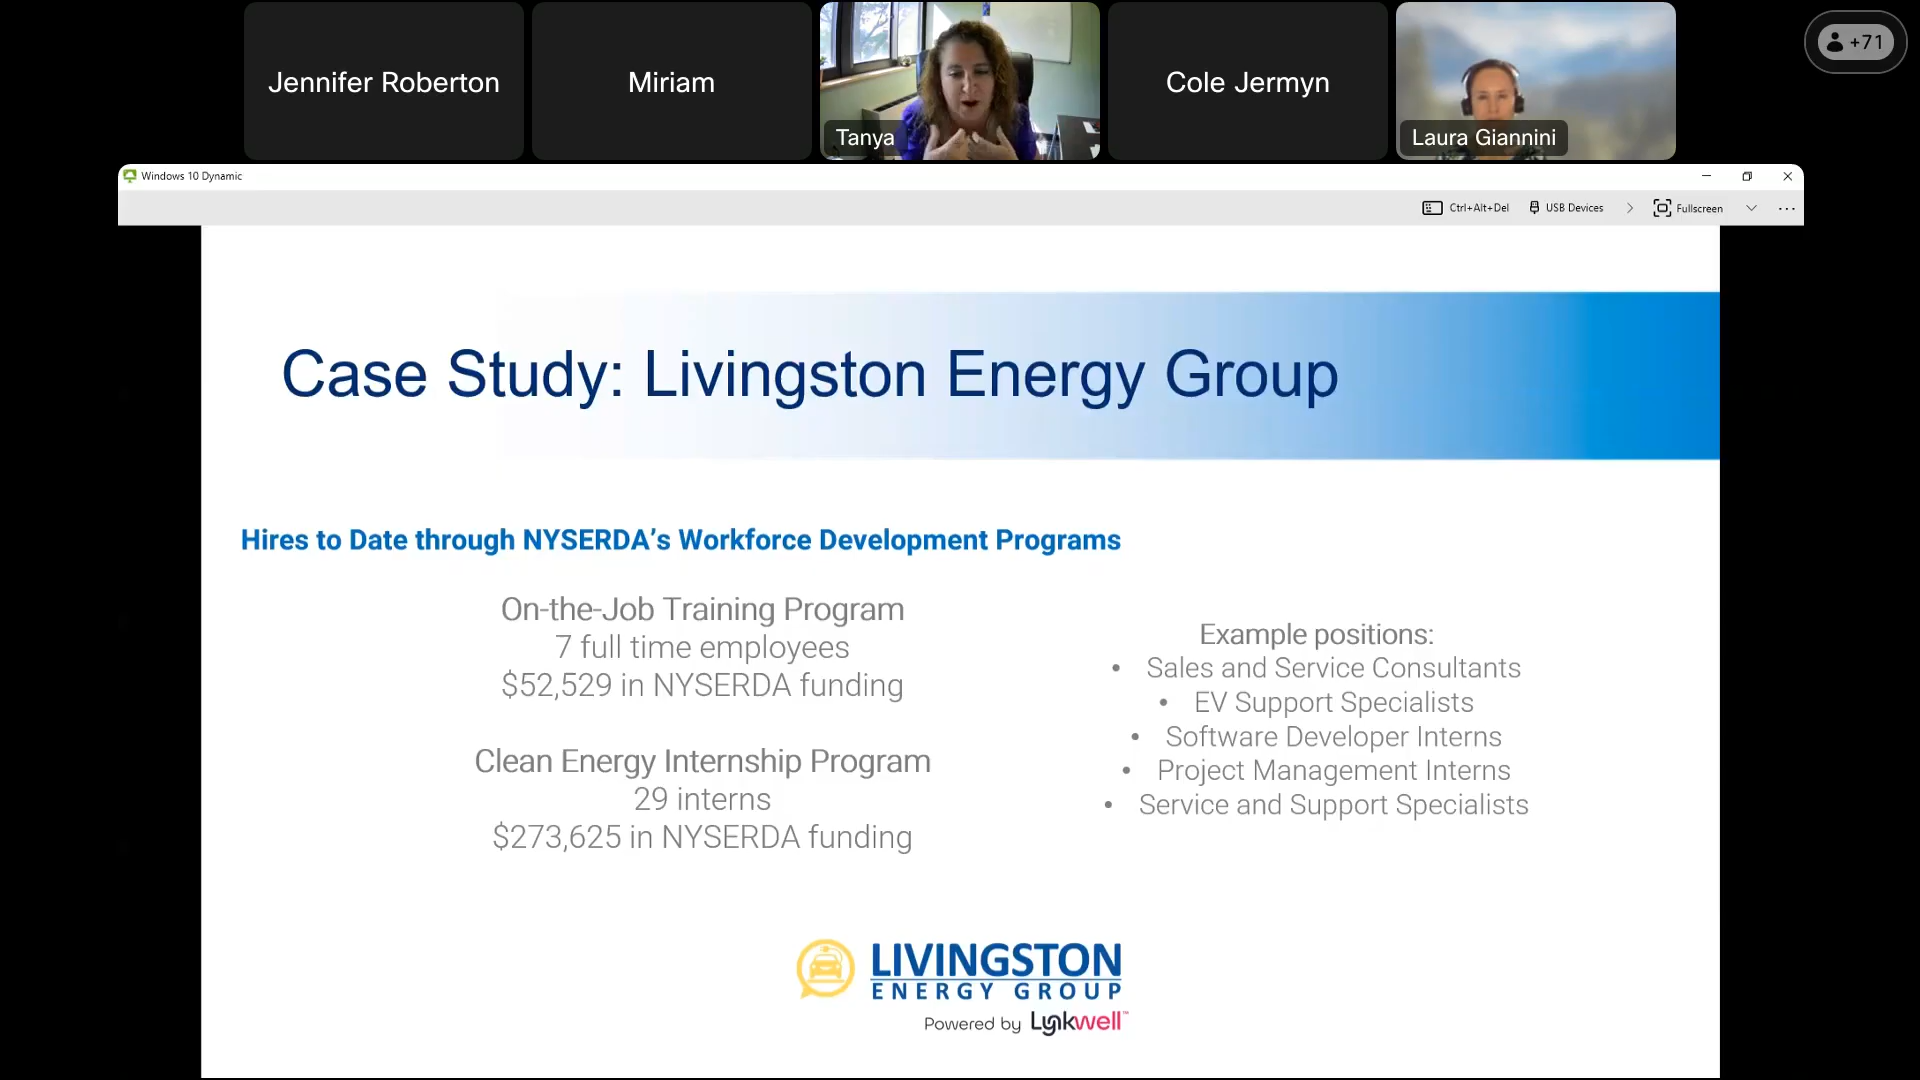 Jennifer Roberton
Miriam
Tanya
Cole Jermyn
Laura Giannini
+71
Windows 10 Dynamic
Ctrl+Alt+Del
USB Devices
Fullscreen
Case Study: Livingston Energy Group
Hires to Date through NYSERDA’s Workforce Development Programs
On-the-Job Training Program
7 full time employees
$52,529 in NYSERDA funding
Clean Energy Internship Program
29 interns
$273,625 in NYSERDA funding
Example positions:
• Sales and Service Consultants
• EV Support Specialists
• Software Developer Interns
• Project Management Interns
• Service and Support Specialists
LIVINGSTON
ENERGY GROUP
Powered by Lynkwell™